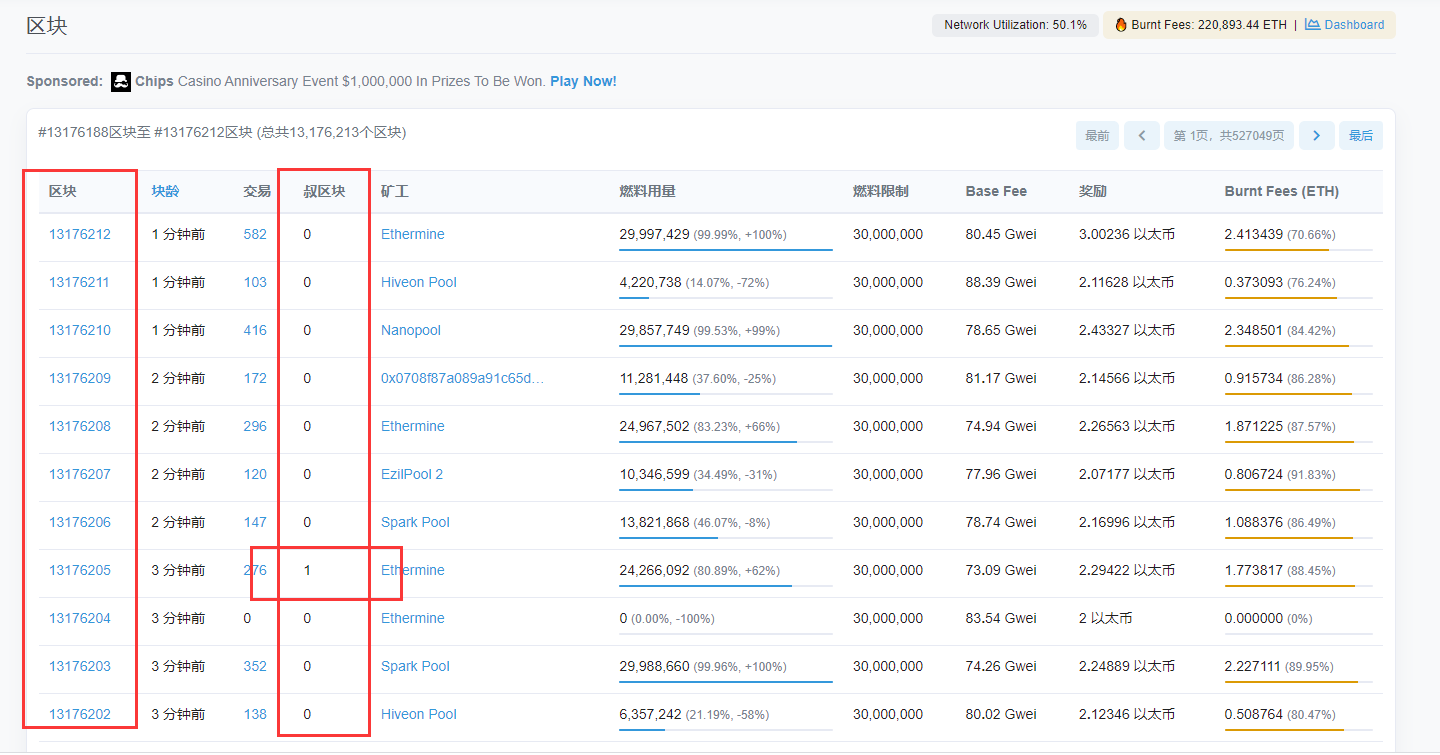 区块 Network Utilization: 50.1% Burnt Fees: 220,893.44 ETH | Dashboard
Sponsored: Chips Casino Anniversary Event $1,000,000 In Prizes To Be Won. Play Now!
#13176188区块至 #13176212区块 (总共13,176,213个区块) 最前 第 1页，共527049页 最后
区块 块龄 交易 叔区块 矿工 燃料用量 燃料限制 Base Fee 奖励 Burnt Fees (ETH)
13176212 1 分钟前 582 0 Ethermine 29,997,429 (99.99%, +100%) 30,000,000 80.45 Gwei 3.00236 以太币 2.413439 (70.66%)
13176211 1 分钟前 103 0 Hiveon Pool 4,220,738 (14.07%, -72%) 30,000,000 88.39 Gwei 2.11628 以太币 0.373093 (76.24%)
13176210 1 分钟前 416 0 Nanopool 29,857,749 (99.53%, +99%) 30,000,000 78.65 Gwei 2.43327 以太币 2.348501 (84.42%)
13176209 2 分钟前 172 0 0x0708f87a089a91c65d... 11,281,448 (37.60%, -25%) 30,000,000 81.17 Gwei 2.14566 以太币 0.915734 (86.28%)
13176208 2 分钟前 296 0 Ethermine 24,967,502 (83.23%, +66%) 30,000,000 74.94 Gwei 2.26563 以太币 1.871225 (87.57%)
13176207 2 分钟前 120 0 EzilPool 2 10,346,599 (34.49%, -31%) 30,000,000 77.96 Gwei 2.07177 以太币 0.806724 (91.83%)
13176206 2 分钟前 147 0 Spark Pool 13,821,868 (46.07%, -8%) 30,000,000 78.74 Gwei 2.16996 以太币 1.088376 (86.49%)
13176205 3 分钟前 276 1 Ethermine 24,266,092 (80.89%, +62%) 30,000,000 73.09 Gwei 2.29422 以太币 1.773817 (88.45%)
13176204 3 分钟前 0 0 Ethermine 0 (0.00%, -100%) 30,000,000 83.54 Gwei 2 以太币 0.000000 (0%)
13176203 3 分钟前 352 0 Spark Pool 29,988,660 (99.96%, +100%) 30,000,000 74.26 Gwei 2.24889 以太币 2.227111 (89.95%)
13176202 3 分钟前 138 0 Hiveon Pool 6,357,242 (21.19%, -58%) 30,000,000 80.02 Gwei 2.12346 以太币 0.508764 (80.47%)